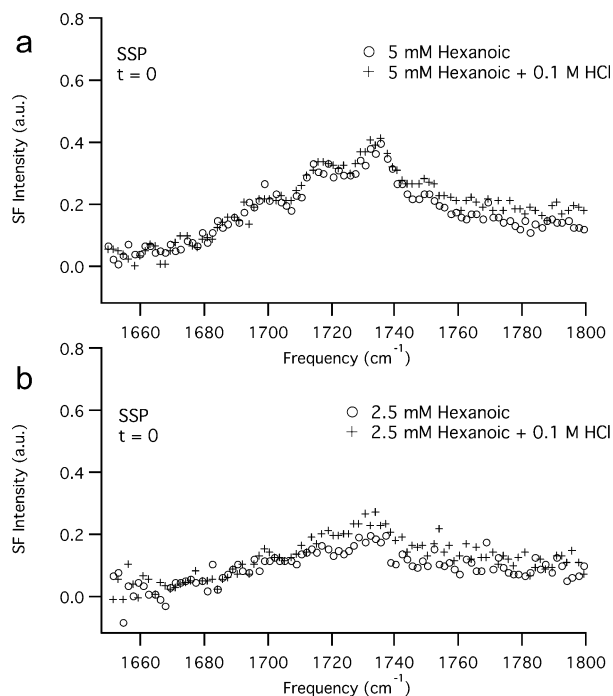 a
0.8
SSP
t = 0
5 mM Hexanoic
5 mM Hexanoic + 0.1 M HCl
0.6
0.4
0.2
0.0
SF Intensity (a.u.)
1660 1680 1700 1720 1740 1760 1780 1800
Frequency (cm⁻¹)
b
0.8
SSP
t = 0
2.5 mM Hexanoic
2.5 mM Hexanoic + 0.1 M HCl
0.6
0.4
0.2
0.0
SF Intensity (a.u.)
1660 1680 1700 1720 1740 1760 1780 1800
Frequency (cm⁻¹)